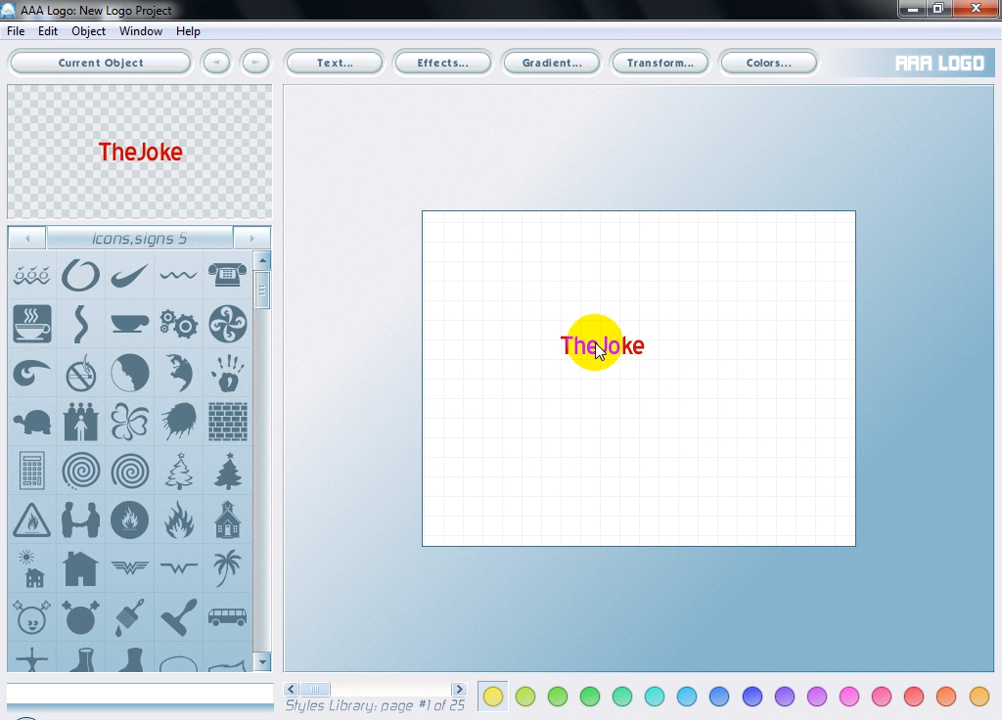 AAA Logo: New Logo Project
File Edit Object Window Help
Current Object
Text... Effects... Gradient... Transform... Colors...
AAA LOGO
TheJoke
Icons,signs 5
TheJoke
Styles Library: page #1 of 25